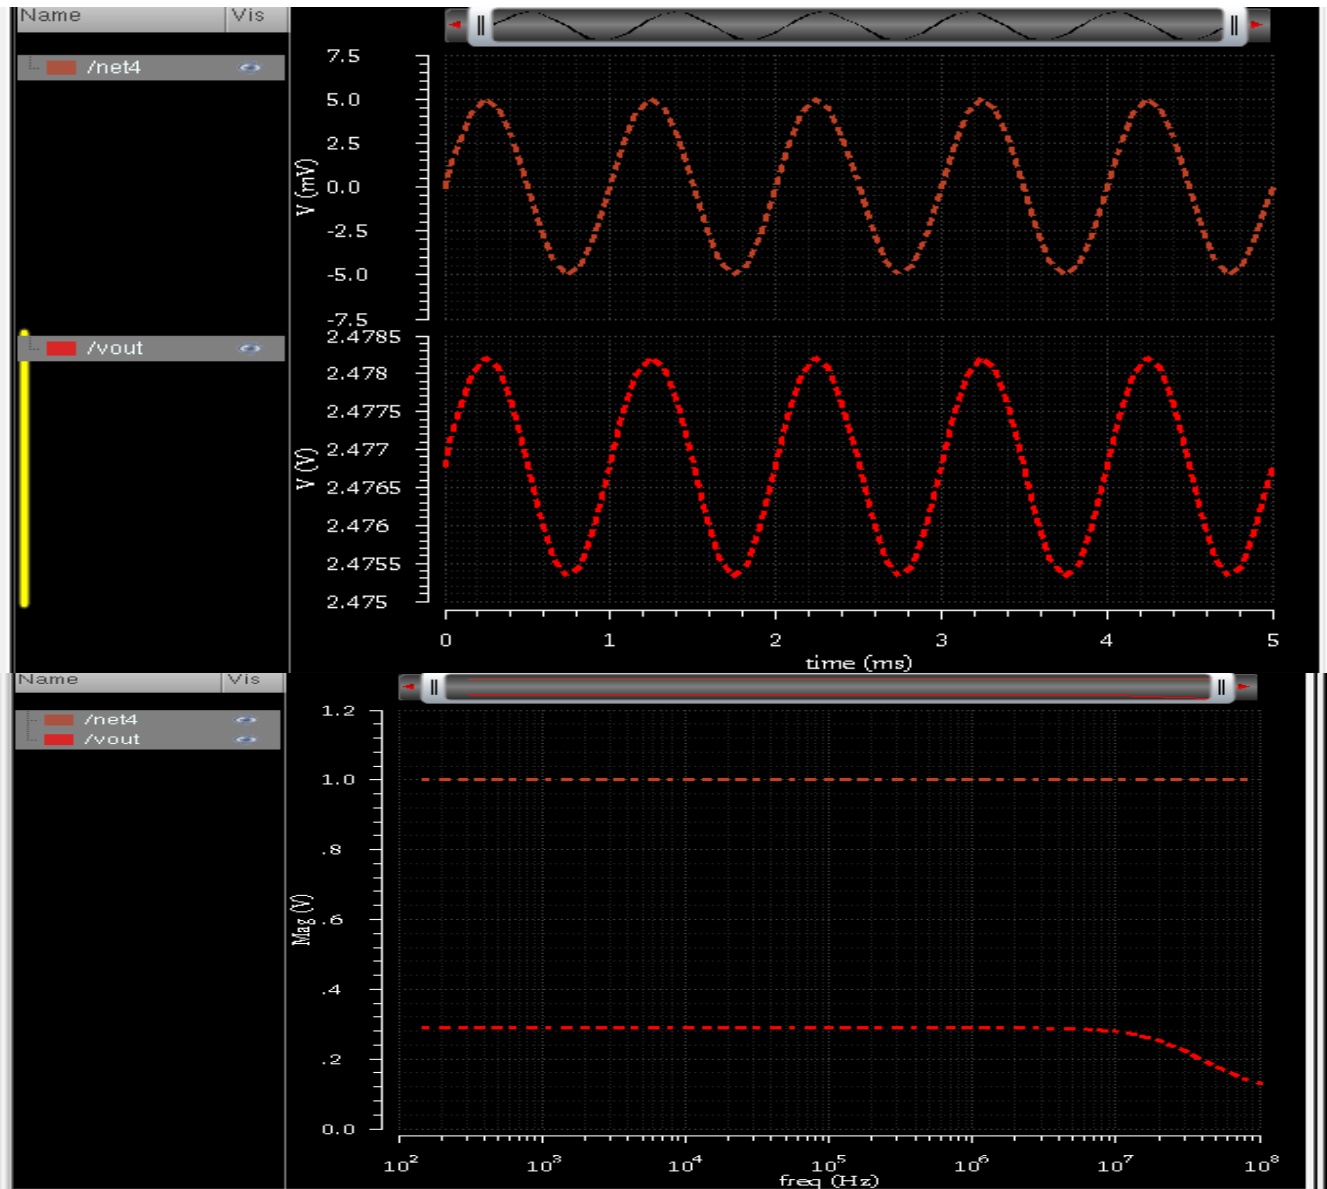 Name Vis
/net4
7.5
5.0
2.5
0.0
-2.5
-5.0
-7.5
V (mV)
/vout
2.4785
2.478
2.4775
2.477
2.4765
2.476
2.4755
2.475
V (V)
0 1 2 3 4 5
time (ms)
Name Vis
/net4
/vout
1.2
1.0
.8
.6
.4
.2
0.0
Mag (V)
10² 10³ 10⁴ 10⁵ 10⁶ 10⁷ 10⁸
freq (Hz)